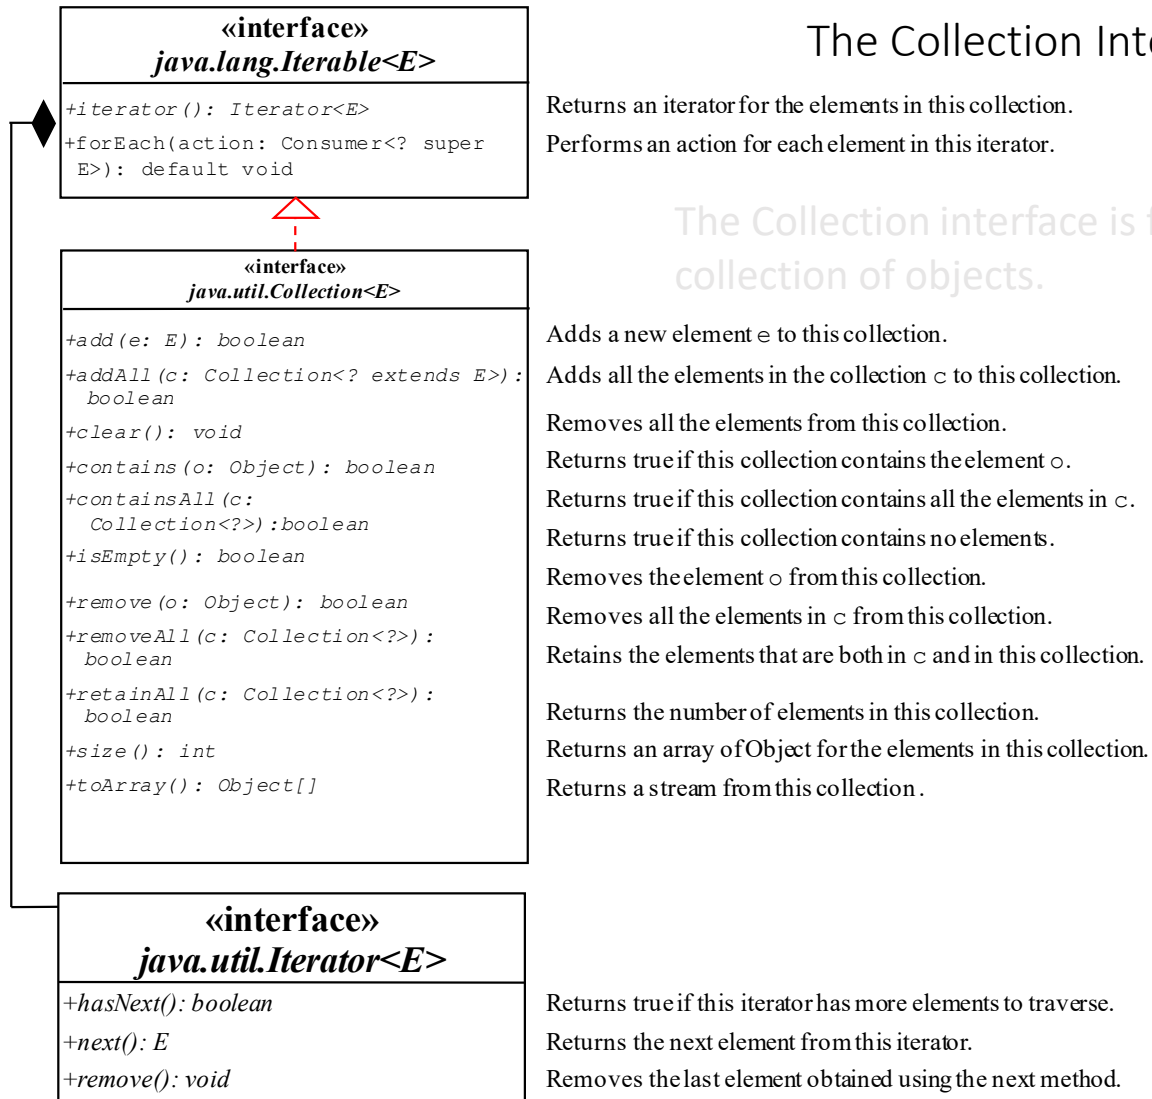 «interface»
java.lang.Iterable<E>
The Collection Inte
+iterator(): Iterator<E>
Returns an iterator for the elements in this collection.
+forEach(action: Consumer<? super
E>): default void
Performs an action for each element in this iterator.
The Collection interface is f
collection of objects.
«interface»
java.util.Collection<E>
+add(e: E): boolean
Adds a new element e to this collection.
+addAll(c: Collection<? extends E>):
boolean
Adds all the elements in the collection c to this collection.
+clear(): void
Removes all the elements from this collection.
+contains(o: Object): boolean
Returns true if this collection contains the element o.
+containsAll(c:
Collection<?>):boolean
Returns true if this collection contains all the elements in c.
+isEmpty(): boolean
Returns true if this collection contains no elements.
+remove(o: Object): boolean
Removes the element o from this collection.
+removeAll(c: Collection<?>):
boolean
Removes all the elements in c from this collection.
+retainAll(c: Collection<?>):
boolean
Retains the elements that are both in c and in this collection.
+size(): int
Returns the number of elements in this collection.
+toArray(): Object[]
Returns an array of Object for the elements in this collection.
Returns a stream from this collection.
«interface»
java.util.Iterator<E>
+hasNext(): boolean
Returns true if this iterator has more elements to traverse.
+next(): E
Returns the next element from this iterator.
+remove(): void
Removes the last element obtained using the next method.